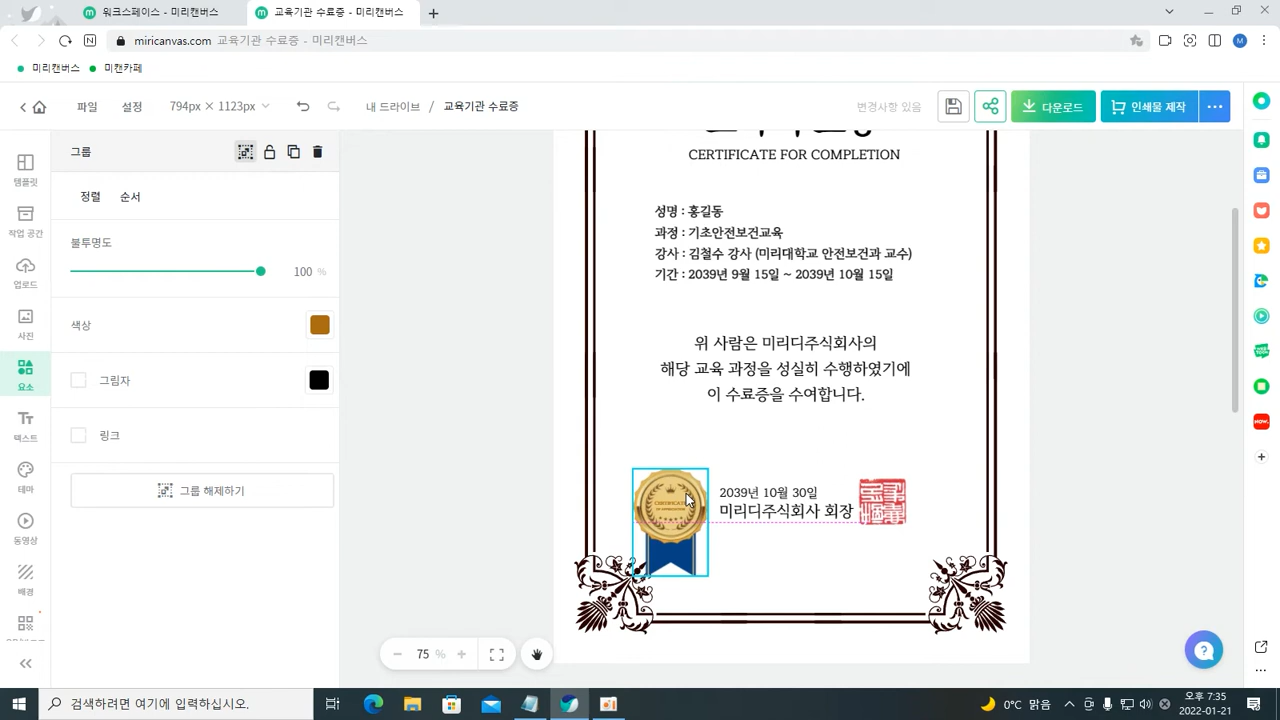 워크스페이스 - 미리캔버스
교육기관 수료증 - 미리캔버스
miricanvas.com 교육기관 수료증 - 미리캔버스
M
미리캔버스 미캔카페
파일 설정 794px × 1123px 내 드라이브 / 교육기관 수료증 변경사항 있음 다운로드 인쇄물 제작
그룹
정렬 순서
불투명도
100 %
색상
그림자
링크
그룹 해제하기
템플릿
작업 공간
업로드
사진
요소
텍스트
테마
동영상
배경
CERTIFICATE FOR COMPLETION
성명 : 홍길동
과정 : 기초안전보건교육
강사 : 김철수 강사 (미리대학교 안전보건과 교수)
기간 : 2039년 9월 15일 ~ 2039년 10월 15일
위 사람은 미리디주식회사의
해당 교육 과정을 성실히 수행하였기에
이 수료증을 수여합니다.
CERTIFICATE
2039년 10월 30일
미리디주식회사 회장
75 %
검색하려면 여기에 입력하십시오.
0°C 맑음
오후 7:35
2022-01-21